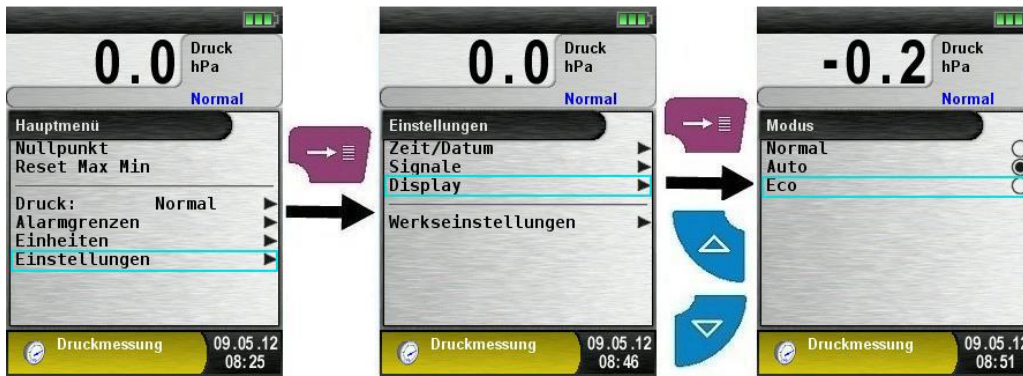 0.0
Druck
hPa
Normal
Hauptmenü
Nullpunkt
Reset Max Min
Druck: Normal
Alarmgrenzen
Einheiten
Einstellungen
Druckmessung
09.05.12
08:25
0.0
Druck
hPa
Normal
Einstellungen
Zeit/Datum
Signale
Display
Werkseinstellungen
Druckmessung
09.05.12
08:46
-0.2
Druck
hPa
Normal
Modus
Normal
Auto
Eco
Druckmessung
09.05.12
08:51